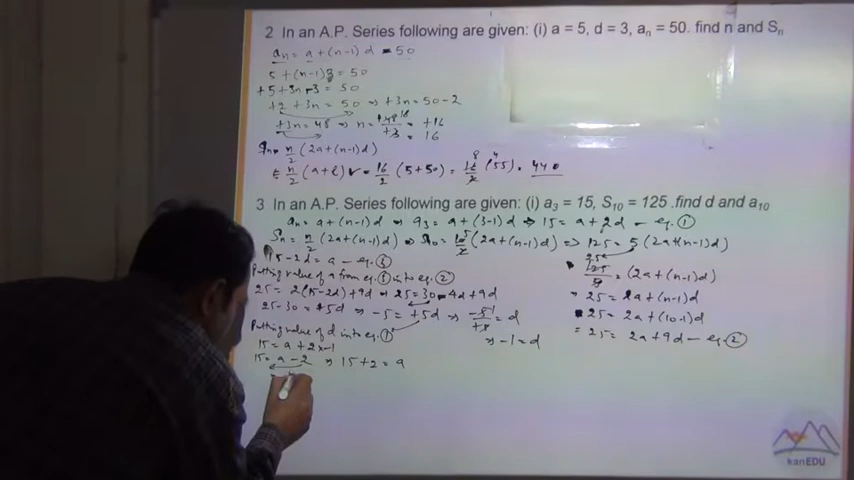 2 In an A.P. Series following are given: (i) a = 5, d = 3, aₙ = 50. find n and Sₙ
aₙ = a + (n-1) d = 50
5 + (n-1)3 = 50
+5 + 3n - 3 = 50
+2 + 3n = 50 ⇒ +3n = 50 - 2
+3n = 48 ⇒ n = 48/+3 = +16
= 16
Sₙ = n/2 (2a + (n-1) d)
= n/2 (a + l) ✓ = 16/2 (5 + 50) = 16/2 (55) = 440
3 In an A.P. Series following are given: (i) a₃ = 15, S₁₀ = 125 .find d and a₁₀
aₙ = a + (n-1) d ⇒ a₃ = a + (3-1) d ⇒ 15 = a + 2d — eq. ①
Sₙ = n/2 (2a + (n-1) d) ⇒ S₁₀ = 10/2 (2a + (n-1) d) ⇒ 125 = 5 (2a + (n-1) d)
15 - 2d = a — eq. ③
25
125/5 = (2a + (n-1) d)
Putting value of a from eq. ① into eq. ②
25 = 2(15 - 2d) + 9d ⇒ 25 = 30 - 4d + 9d
⇒ 25 = 2a + (n-1) d
25 - 30 = +5d ⇒ -5 = +5d ⇒ -5/+5 = d
25 = 2a + (10-1) d
Putting value of d into eq. ①
⇒ -1 = d
= 25 = 2a + 9d — eq. ②
15 = a + 2 x -1
15 = a - 2 ⇒ 15 + 2 = a
kanEDU